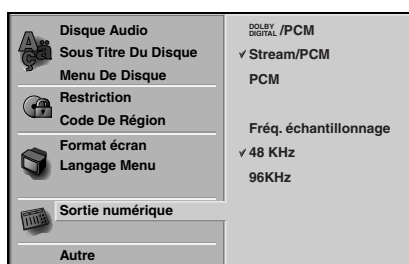 Disque Audio
Sous Titre Du Disque
Menu De Disque
Restriction
Code De Région
Format écran
Langage Menu
Sortie numérique
Autre
DOLBY DIGITAL /PCM
✓ Stream/PCM
PCM
Fréq. échantillonnage
✓ 48 KHz
96KHz